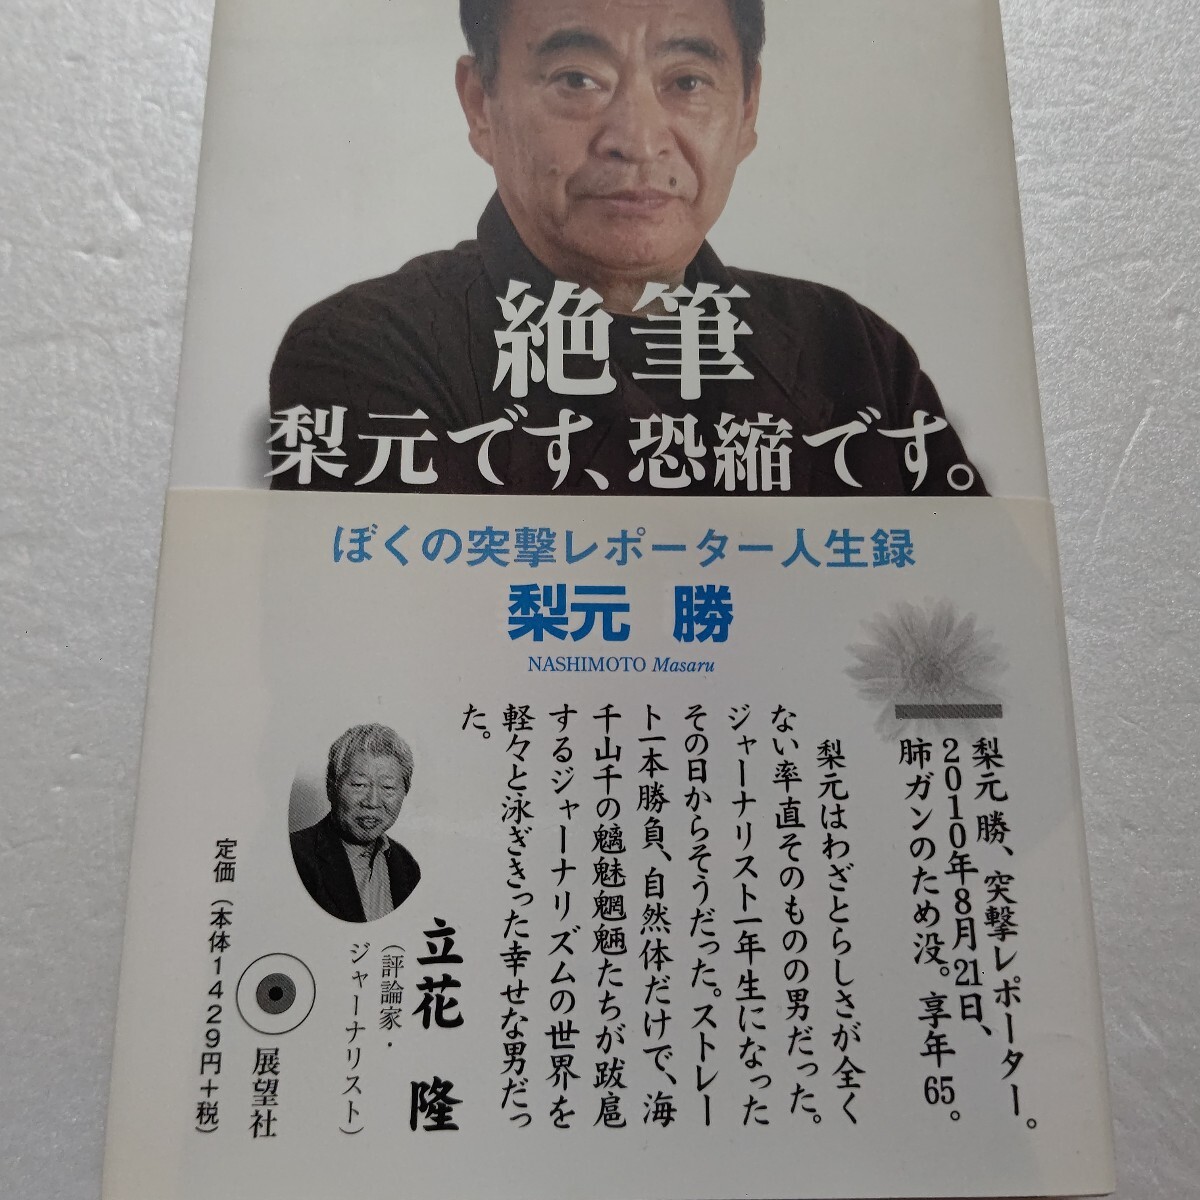 絶筆
梨元です、恐縮です。
ぼくの突撃レポーター人生録
梨元 勝
NASHIMOTO Masaru
梨元 勝、突撃レポーター。
2010年8月21日、
肺ガンのため没。享年65。
梨元はわざとらしさが全く
ない率直そのものの男だった。
ジャーナリスト一年生になった
その日からそうだった。ストレー
ト一本勝負、自然体だけで、海
千山千の魑魅魍魎たちが跋扈
するジャーナリズムの世界を
軽々と泳ぎきった幸せな男だっ
た。
立花 隆
(評論家・
ジャーナリスト)
展望社
定価(本体1429円+税)